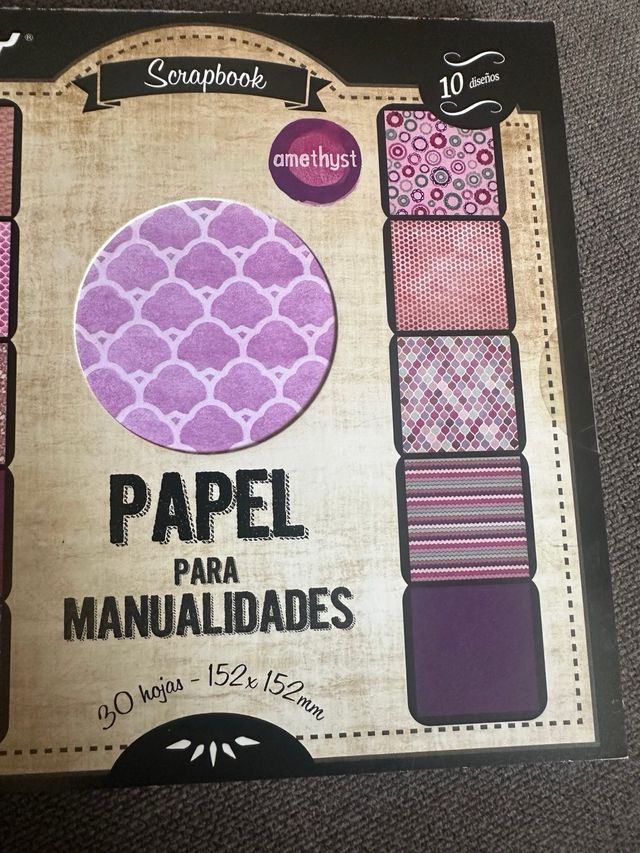 Scrapbook
10 diseños
amethyst
PAPEL
PARA
MANUALIDADES
30 hojas - 152x152mm